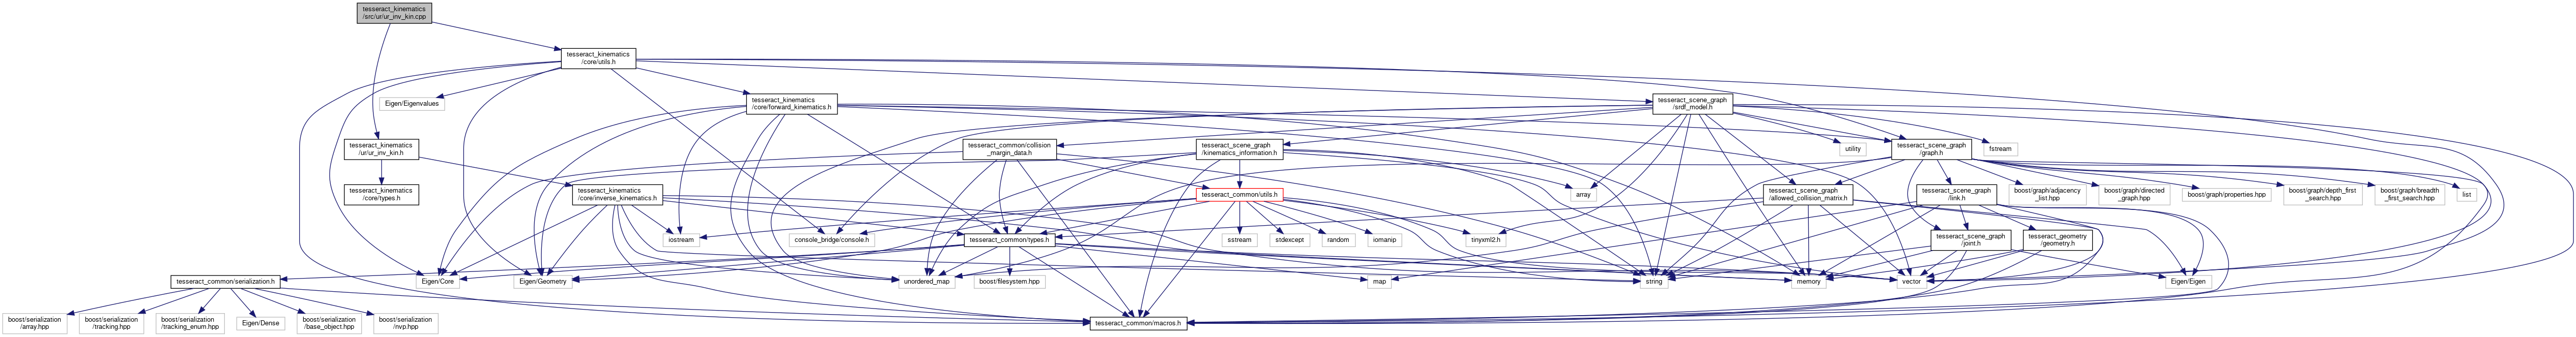 tesseract_kinematics
/src/ur/ur_inv_kin.cpp
tesseract_kinematics
/core/utils.h
Eigen/Eigenvalues
tesseract_kinematics
/core/forward_kinematics.h
tesseract_scene_graph
/srdf_model.h
tesseract_kinematics
/ur/ur_inv_kin.h
tesseract_common/collision
_margin_data.h
tesseract_scene_graph
/kinematics_information.h
utility
tesseract_scene_graph
/graph.h
fstream
tesseract_kinematics
/core/types.h
tesseract_kinematics
/core/inverse_kinematics.h
tesseract_common/utils.h
array
tesseract_scene_graph
/allowed_collision_matrix.h
tesseract_scene_graph
/link.h
boost/graph/adjacency
_list.hpp
boost/graph/directed
_graph.hpp
boost/graph/properties.hpp
boost/graph/depth_first
_search.hpp
boost/graph/breadth
_first_search.hpp
list
iostream
console_bridge/console.h
tesseract_common/types.h
sstream
stdexcept
random
iomanip
tinyxml2.h
tesseract_scene_graph
/joint.h
tesseract_geometry
/geometry.h
tesseract_common/serialization.h
Eigen/Core
Eigen/Geometry
unordered_map
boost/filesystem.hpp
map
string
memory
vector
Eigen/Eigen
boost/serialization
/array.hpp
boost/serialization
/tracking.hpp
boost/serialization
/tracking_enum.hpp
Eigen/Dense
boost/serialization
/base_object.hpp
boost/serialization
/nvp.hpp
tesseract_common/macros.h